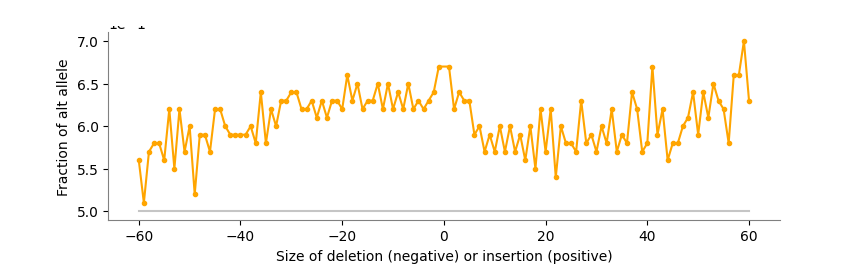 7.0
6.5
6.0
5.5
5.0
Fraction of alt allele
−60 −40 −20 0 20 40 60
Size of deletion (negative) or insertion (positive)